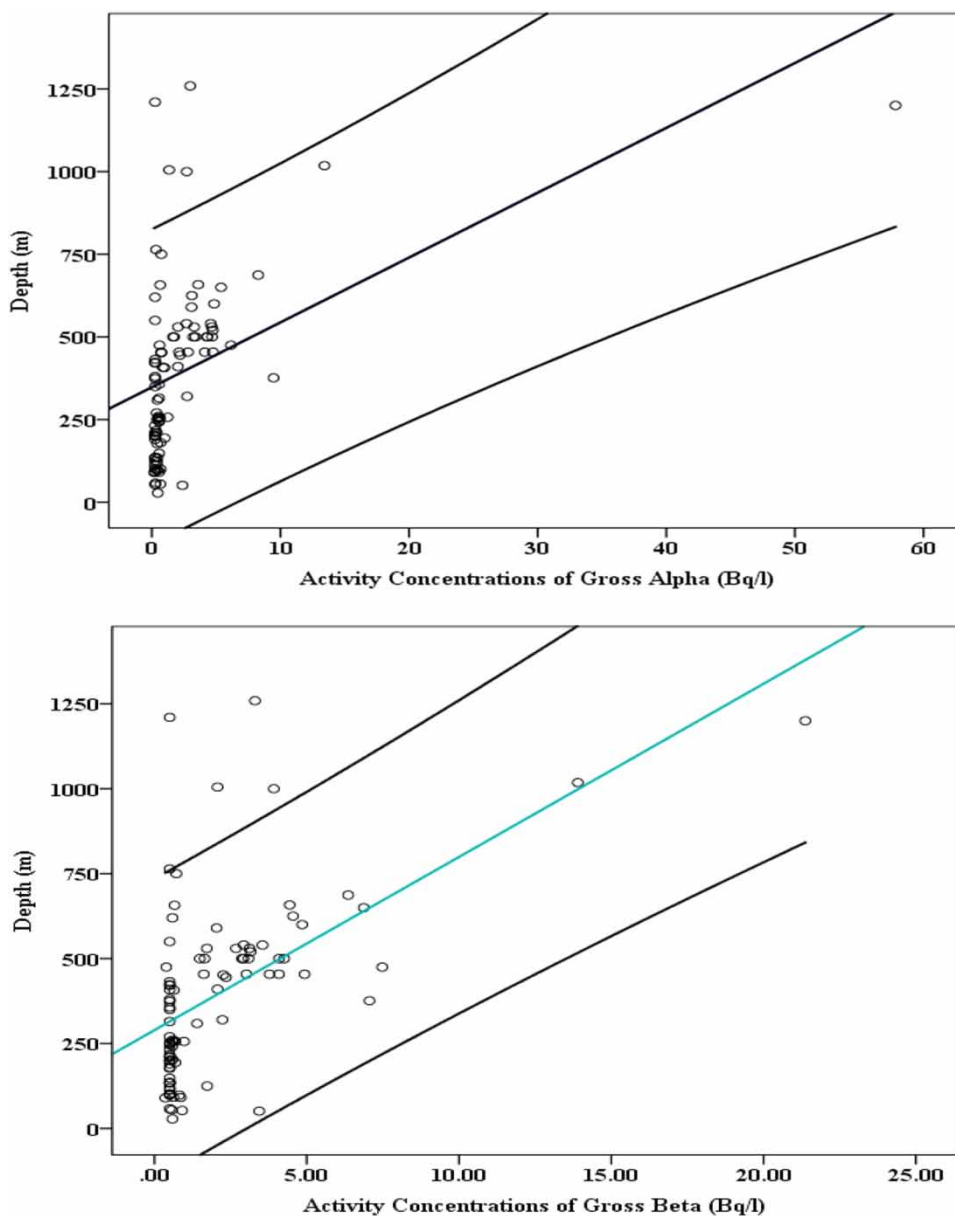 1250
1000
750
500
250
0
Depth (m)
0 10 20 30 40 50 60
Activity Concentrations of Gross Alpha (Bq/l)
1250
1000
750
500
250
0
Depth (m)
.00 5.00 10.00 15.00 20.00 25.00
Activity Concentrations of Gross Beta (Bq/l)